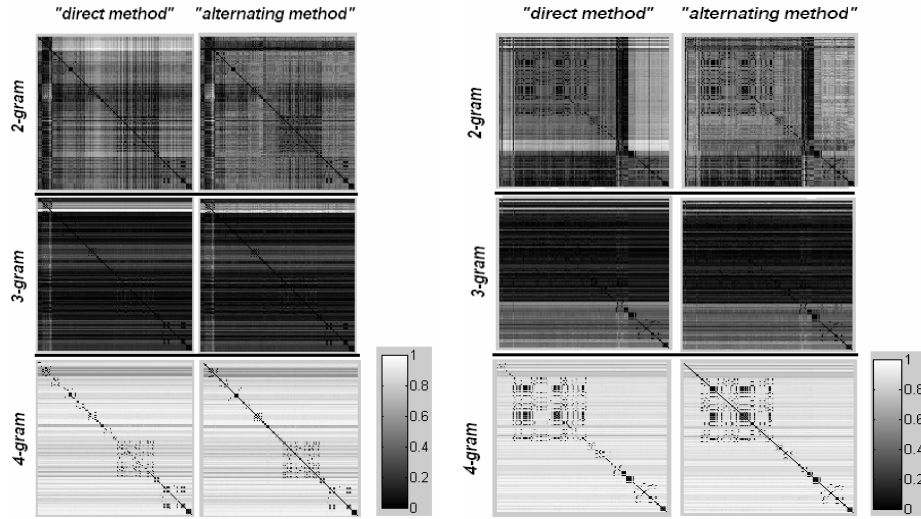 "direct method" "alternating method"
2-gram
3-gram
4-gram
1
0.8
0.6
0.4
0.2
0
"direct method" "alternating method"
2-gram
3-gram
4-gram
1
0.8
0.6
0.4
0.2
0